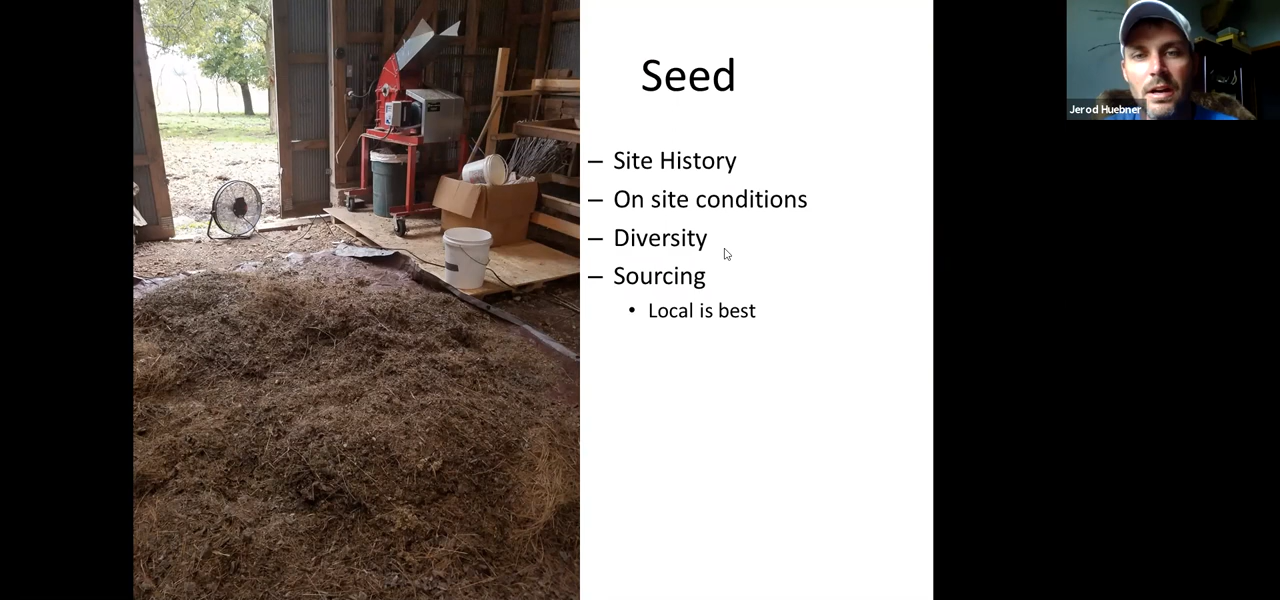 Seed
– Site History
– On site conditions
– Diversity
– Sourcing
• Local is best
Jerod Huebner